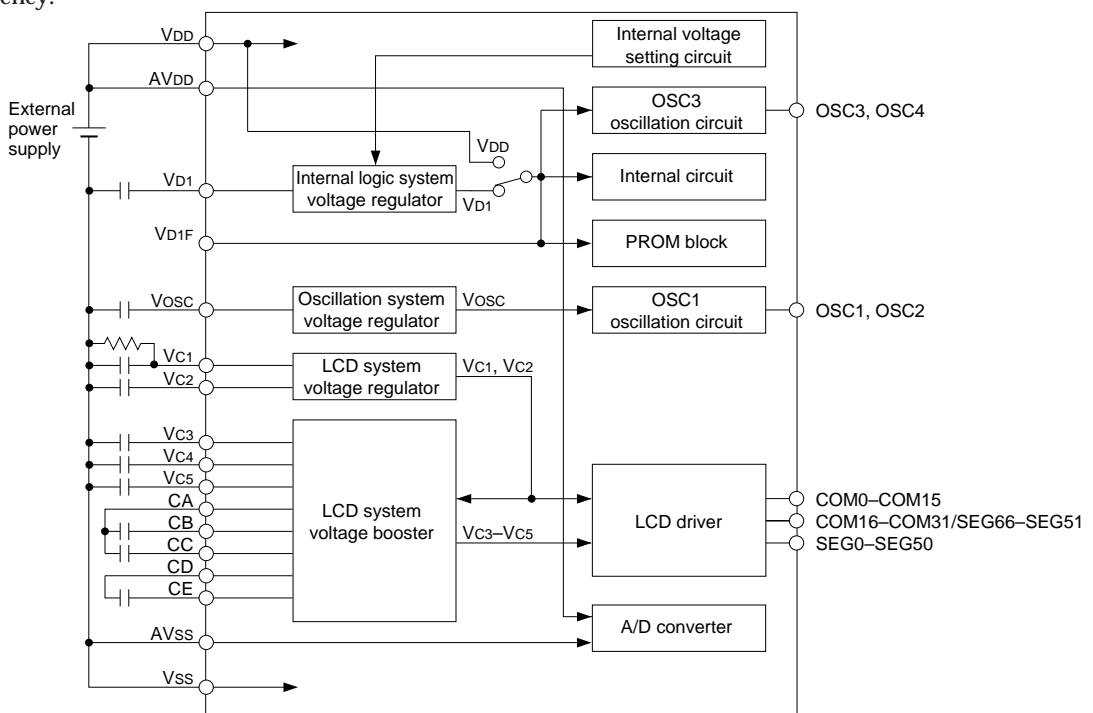 ency.
VDD
AVDD
External
power
supply
VD1
VD1F
VOSC
VC1
VC2
VC3
VC4
VC5
CA
CB
CC
CD
CE
AVSS
VSS
Internal voltage
setting circuit
OSC3
oscillation circuit
OSC3, OSC4
VDD
Internal logic system
voltage regulator
VD1
Internal circuit
PROM block
Oscillation system
voltage regulator
VOSC
OSC1
oscillation circuit
OSC1, OSC2
LCD system
voltage regulator
VC1, VC2
LCD system
voltage booster
VC3–VC5
LCD driver
COM0–COM15
COM16–COM31/SEG66–SEG51
SEG0–SEG50
A/D converter